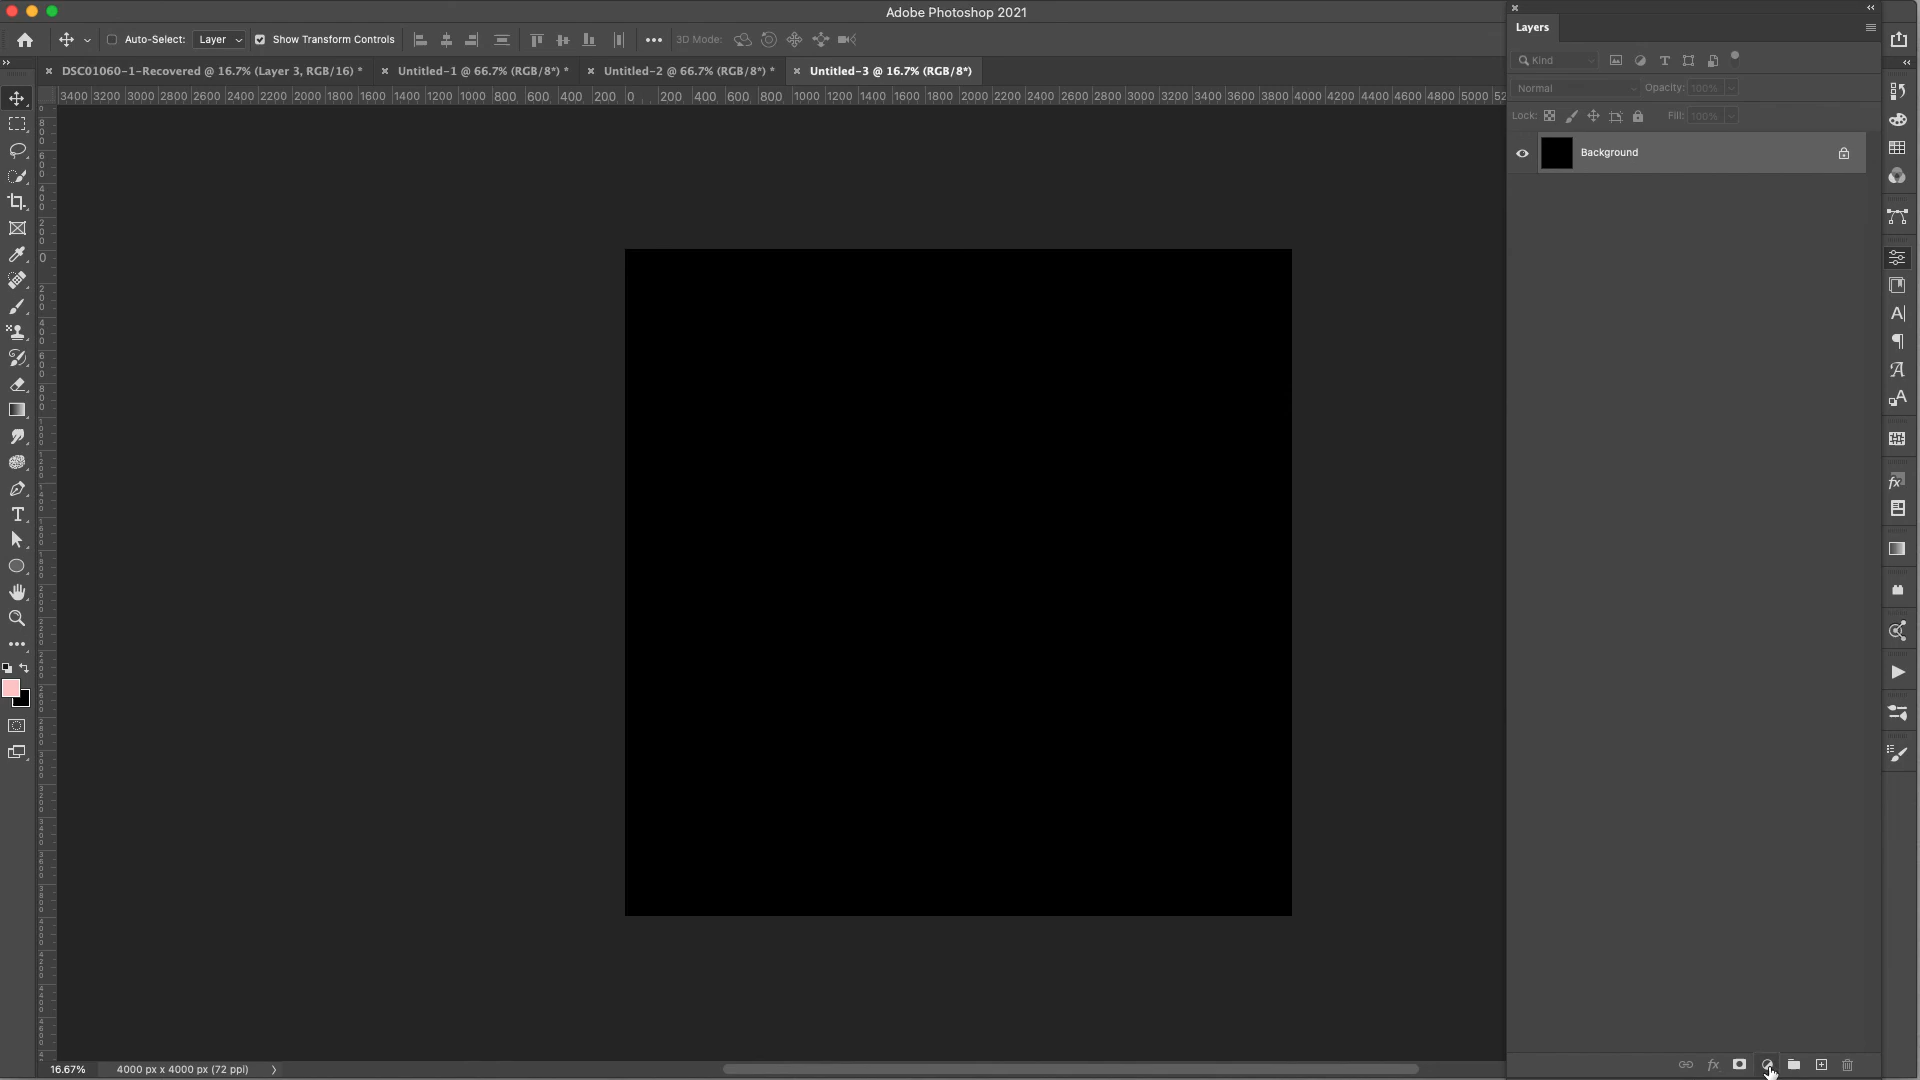 Adobe Photoshop 2021
Auto-Select: Layer Show Transform Controls 3D Mode:
DSC01060-1-Recovered @ 16.7% (Layer 3, RGB/16) * Untitled-1 @ 66.7% (RGB/8*) * Untitled-2 @ 66.7% (RGB/8*) * Untitled-3 @ 16.7% (RGB/8*)
3400 3200 3000 2800 2600 2400 2200 2000 1800 1600 1400 1200 1000 800 600 400 200 0 200 400 600 800 1000 1200 1400 1600 1800 2000 2200 2400 2600 2800 3000 3200 3400 3600 3800 4000 4200 4400 4600 4800 5000
Layers
Kind
Normal Opacity: 100%
Lock: Fill: 100%
Background
16.67% 4000 px x 4000 px (72 ppi)